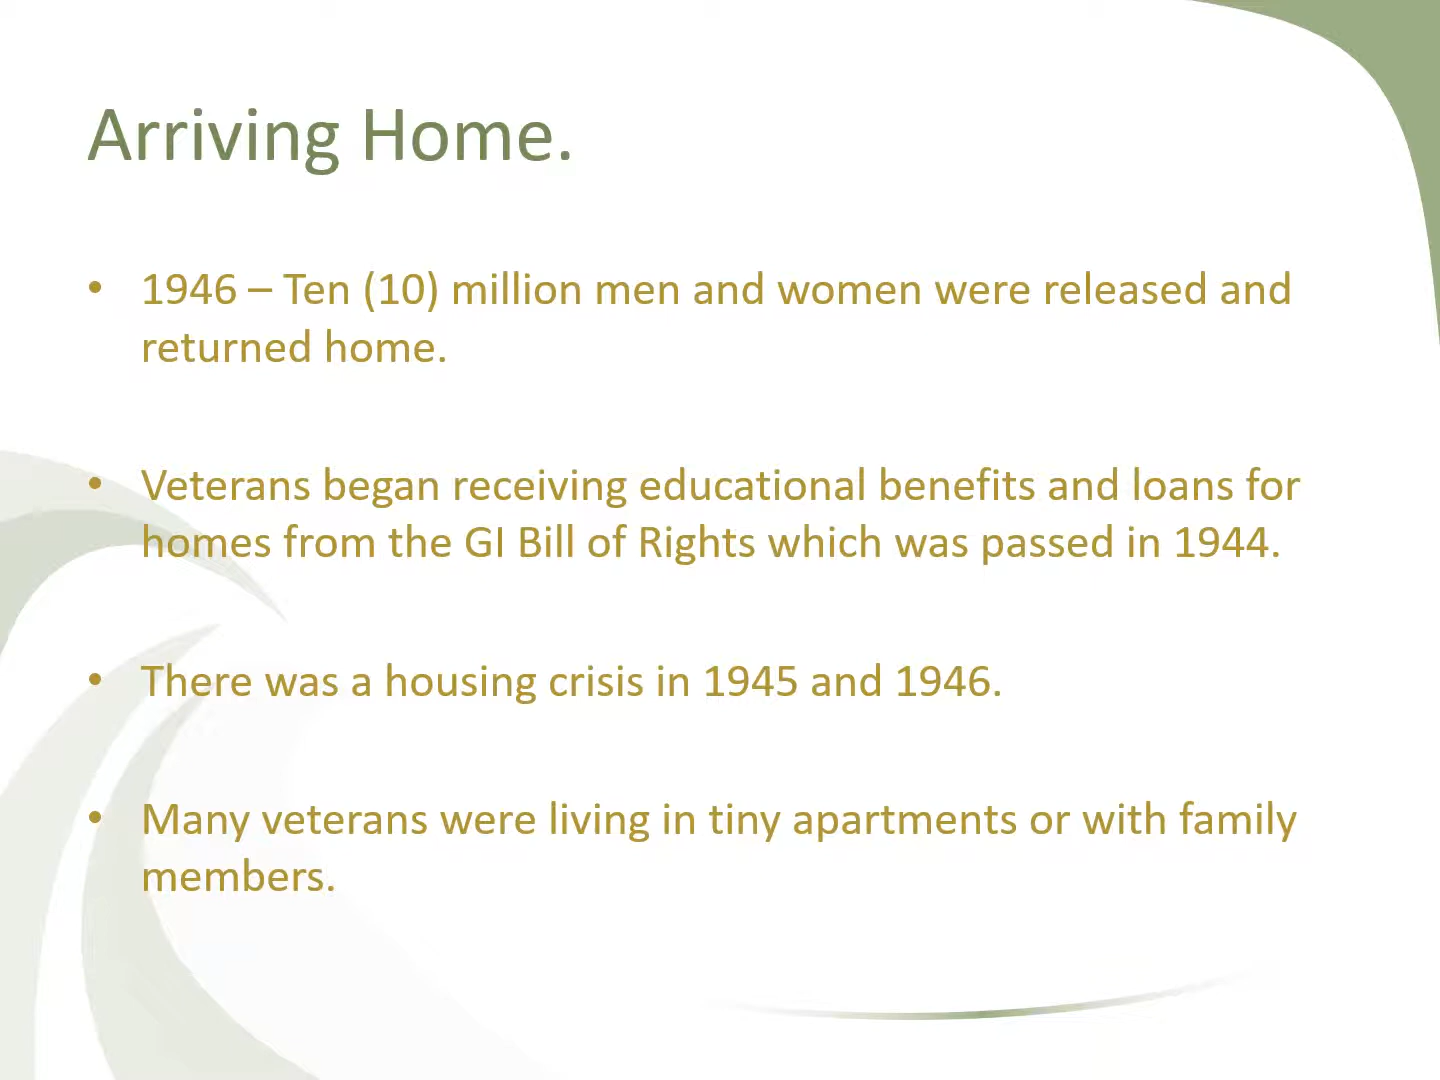 Arriving Home.
• 1946 – Ten (10) million men and women were released and
returned home.
• Veterans began receiving educational benefits and loans for
homes from the GI Bill of Rights which was passed in 1944.
• There was a housing crisis in 1945 and 1946.
• Many veterans were living in tiny apartments or with family
members.